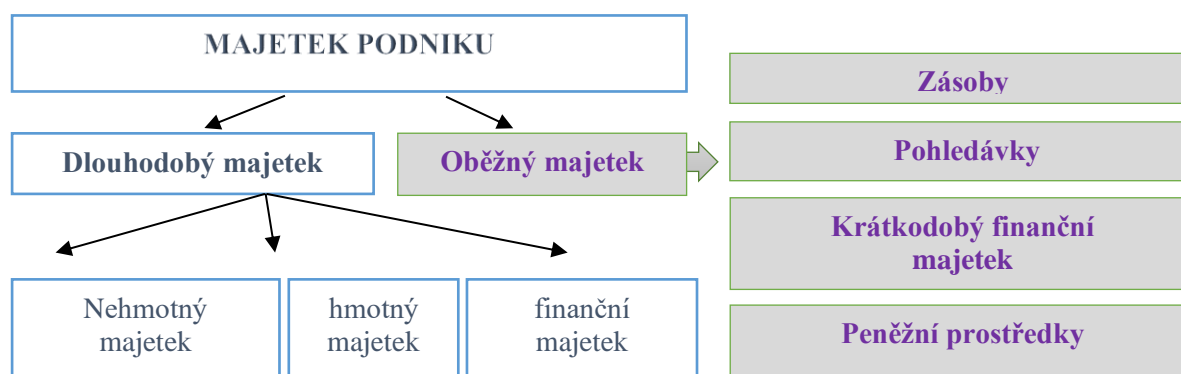 MAJETEK PODNIKU
Dlouhodobý majetek
Oběžný majetek
Nehmotný
majetek
hmotný
majetek
finanční
majetek
Zásoby
Pohledávky
Krátkodobý finanční
majetek
Peněžní prostředky